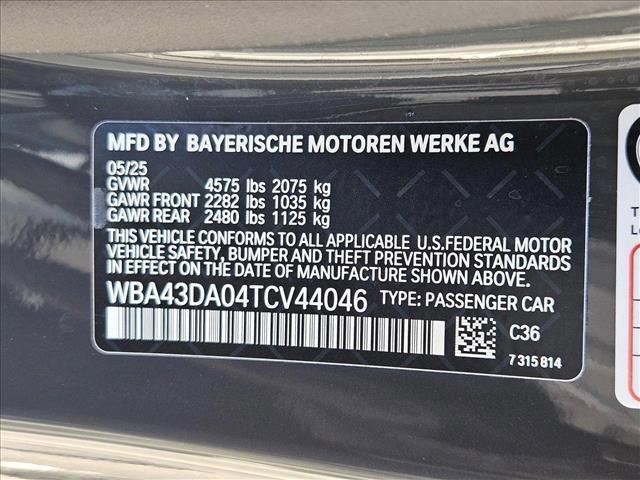 MFD BY BAYERISCHE MOTOREN WERKE AG
05/25
GVWR 4575 lbs 2075 kg
GAWR FRONT 2282 lbs 1035 kg
GAWR REAR 2480 lbs 1125 kg
THIS VEHICLE CONFORMS TO ALL APPLICABLE U.S.FEDERAL MOTOR
VEHICLE SAFETY, BUMPER AND THEFT PREVENTION STANDARDS
IN EFFECT ON THE DATE OF MANUFACTURE SHOWN ABOVE.
WBA43DA04TCV44046 TYPE: PASSENGER CAR
C36
7 315 814